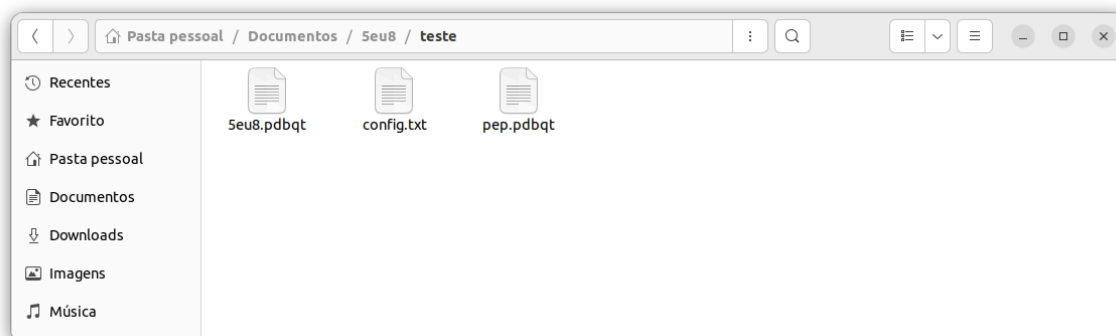 Pasta pessoal / Documentos / 5eu8 / teste
Recentes
Favorito
Pasta pessoal
Documentos
Downloads
Imagens
Música
5eu8.pdbqt config.txt pep.pdbqt